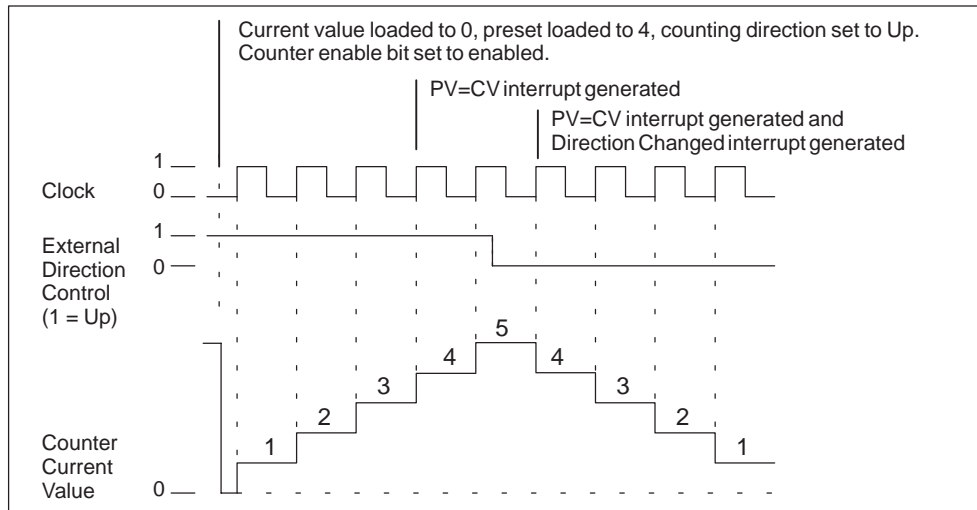 Current value loaded to 0, preset loaded to 4, counting direction set to Up.
Counter enable bit set to enabled.
PV=CV interrupt generated
PV=CV interrupt generated and
Direction Changed interrupt generated
1
Clock
0
1
External
0
Direction
Control
(1 = Up)
5
4
4
3
3
2
2
1
1
Counter
Current
Value
0